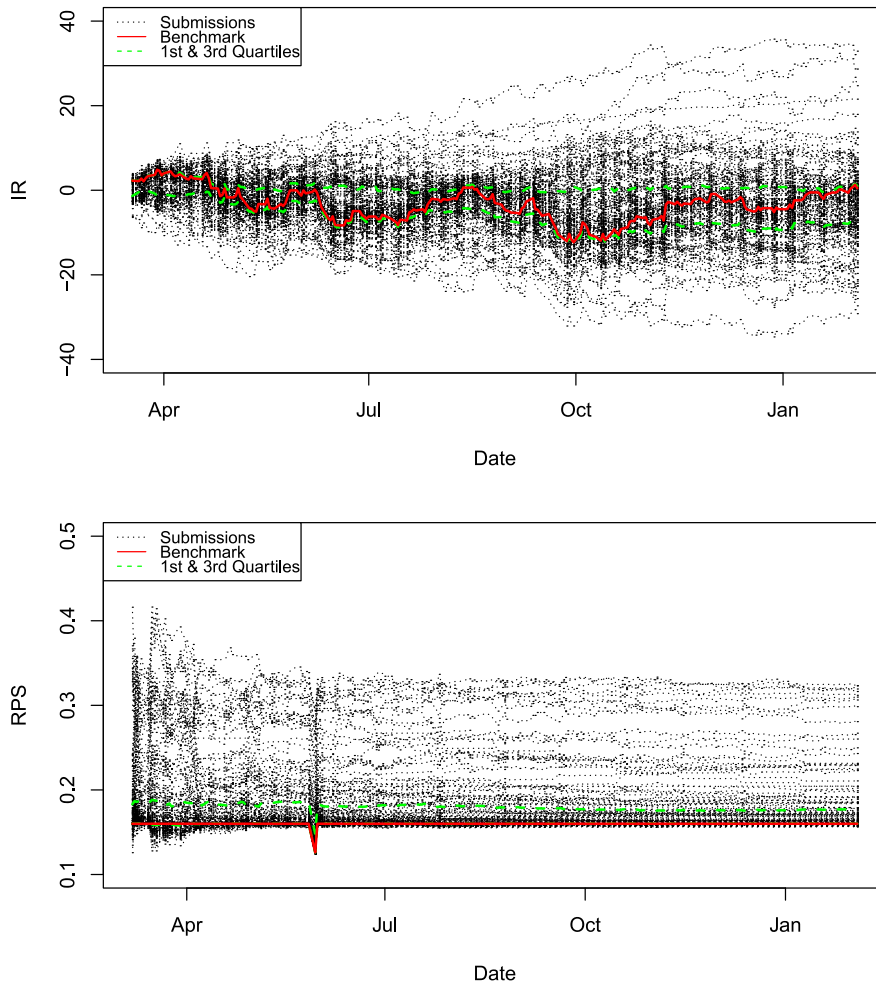 Submissions
Benchmark
1st & 3rd Quartiles
40
20
0
−20
−40
IR
Apr
Jul
Oct
Jan
Date
Submissions
Benchmark
1st & 3rd Quartiles
0.5
0.4
0.3
0.2
0.1
RPS
Apr
Jul
Oct
Jan
Date